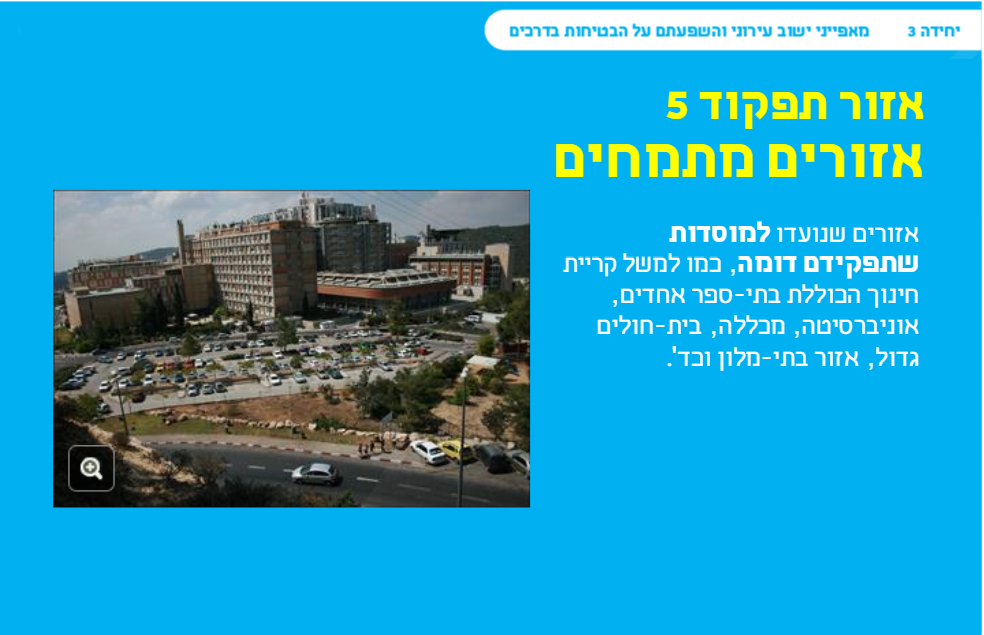 יחידה 3 מאפייני ישוב עירוני והשפעתם על הבטיחות בדרכים
אזור תפקוד 5
אזורים מתמחים
אזורים שנועדו למוסדות
שתפקידם דומה, כמו למשל קריית
חינוך הכוללת בתי-ספר אחדים,
אוניברסיטה, מכללה, בית-חולים
גדול, אזור בתי-מלון וכד'.